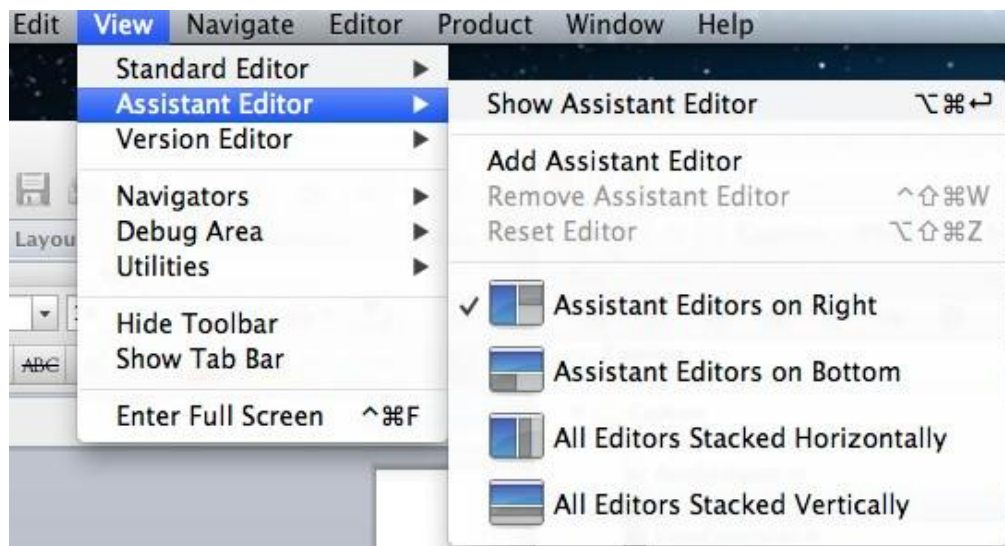 Edit View Navigate Editor Product Window Help
Standard Editor ▶
Assistant Editor ▶
Version Editor ▶
Navigators ▶
Debug Area ▶
Utilities ▶
Hide Toolbar
Show Tab Bar
Enter Full Screen ^⌘F
Show Assistant Editor ⌥⌘↩
Add Assistant Editor
Remove Assistant Editor ^⇧⌘W
Reset Editor ⌥⇧⌘Z
✓ Assistant Editors on Right
Assistant Editors on Bottom
All Editors Stacked Horizontally
All Editors Stacked Vertically
Layou
ABC